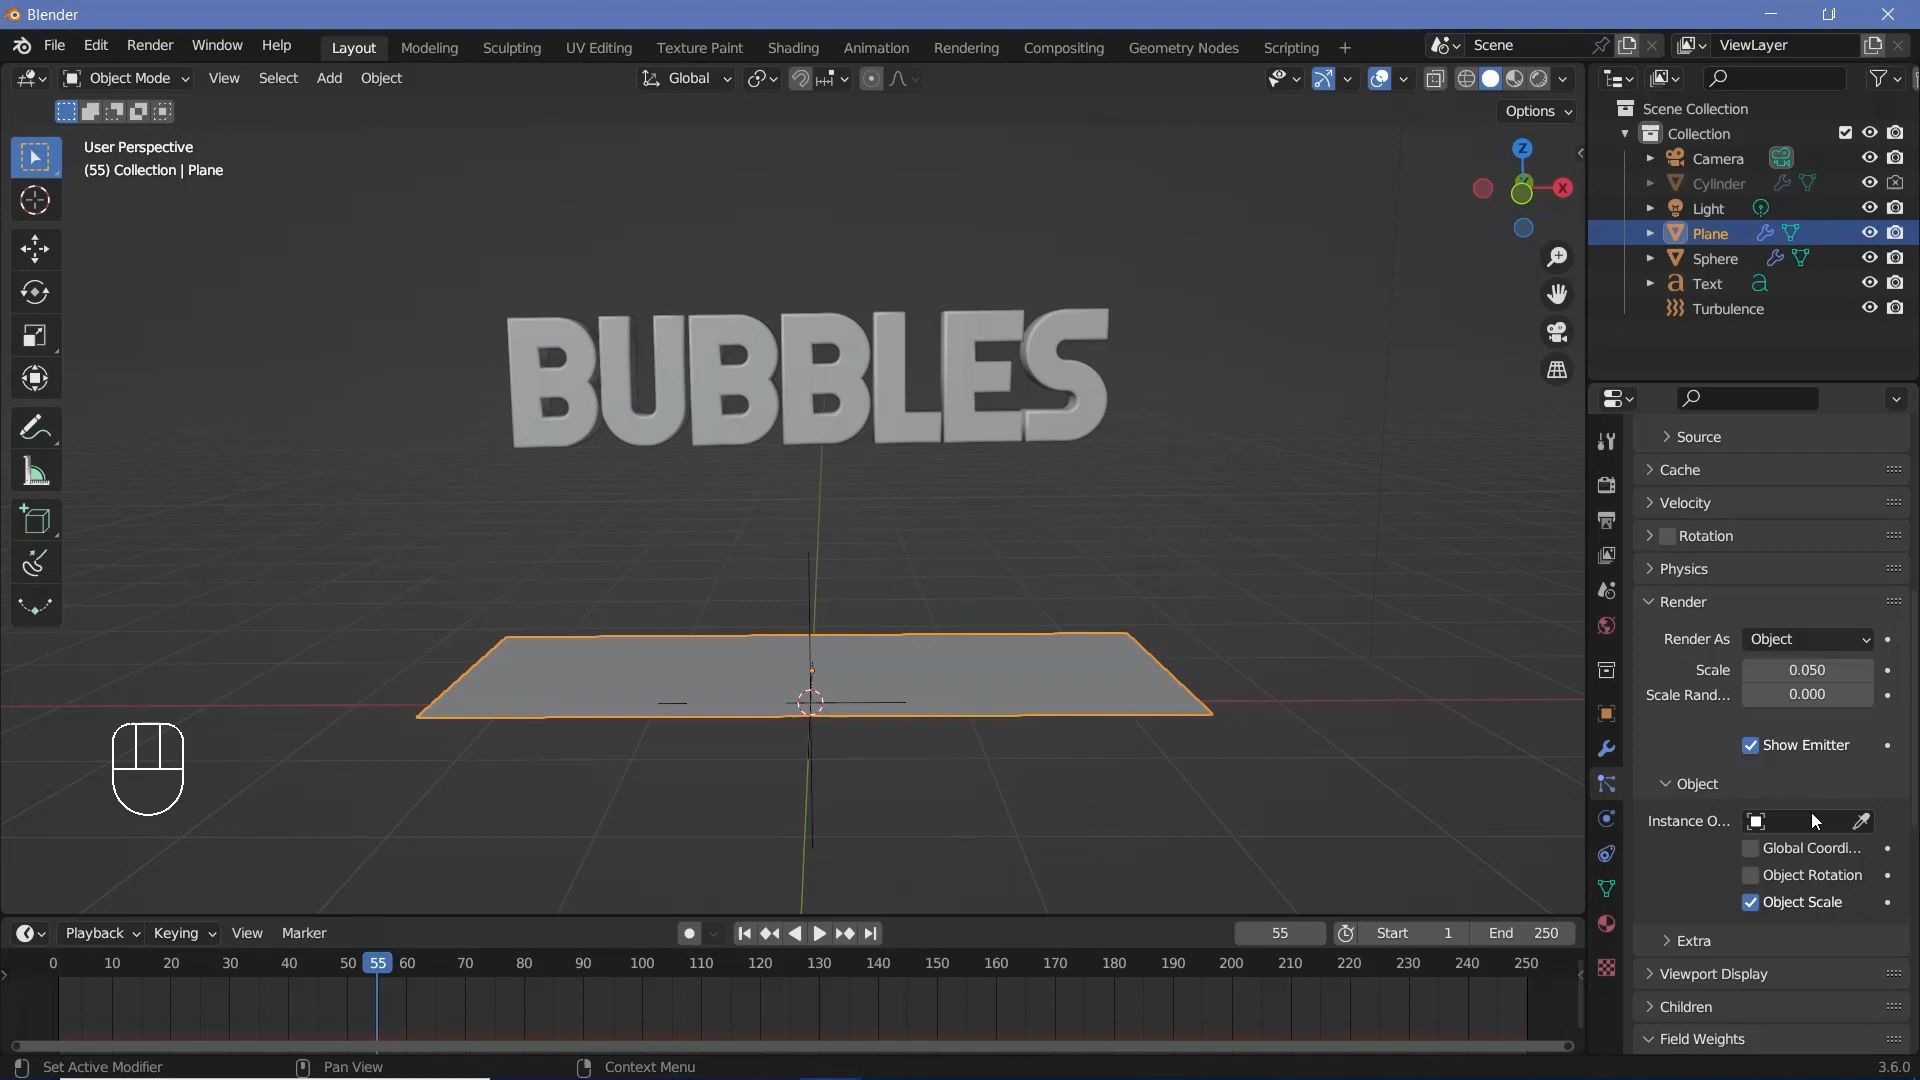 Blender
File Edit Render Window Help
Layout Modeling Sculpting UV Editing Texture Paint Shading Animation Rendering Compositing Geometry Nodes Scripting +
Scene
ViewLayer
Object Mode View Select Add Object
Global
Options
User Perspective
(55) Collection | Plane
Z
X
BUBBLES
Scene Collection
Collection
Camera
Cylinder
Light
Plane
Sphere
Text
Turbulence
Source
Cache
Velocity
Rotation
Physics
Render
Render As Object
Scale 0.050
Scale Rand... 0.000
Show Emitter
Object
Instance O...
Global Coordi...
Object Rotation
Object Scale
Extra
Viewport Display
Children
Field Weights
Playback Keying View Marker
55 Start 1 End 250
0 10 20 30 40 50 55 60 70 80 90 100 110 120 130 140 150 160 170 180 190 200 210 220 230 240 250
Set Active Modifier Pan View Context Menu 3.6.0